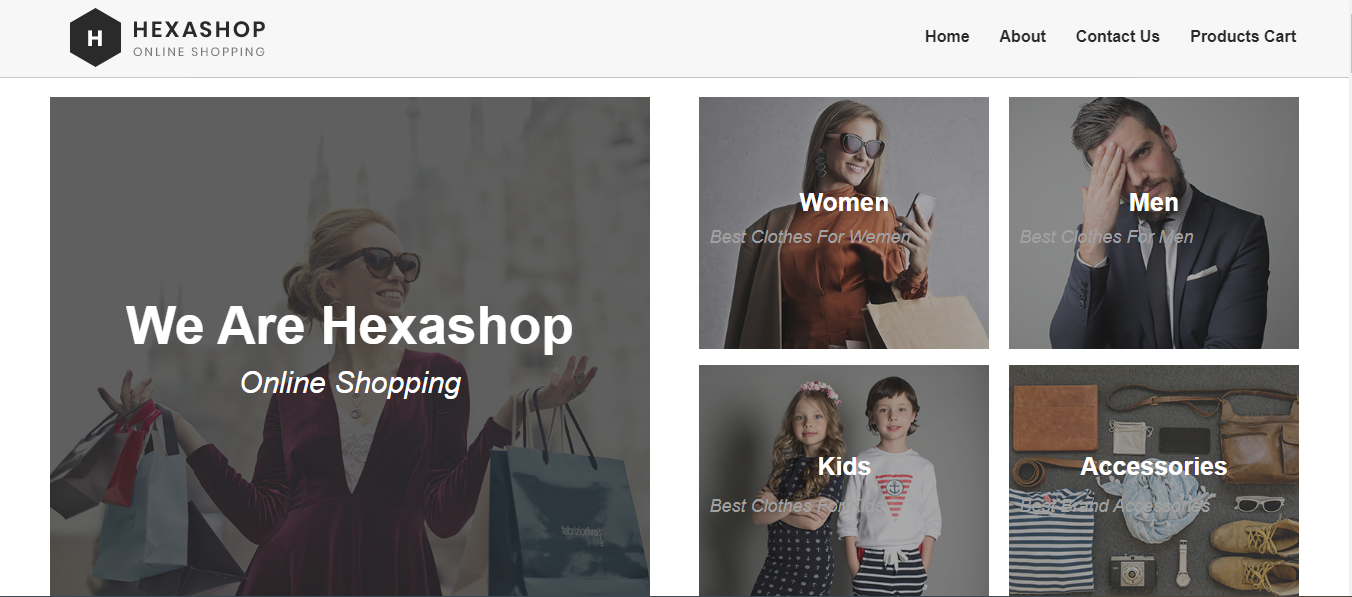 H
HEXASHOP
ONLINE SHOPPING
Home
About
Contact Us
Products Cart
We Are Hexashop
Online Shopping
Women
Best Clothes For Women
Men
Best Clothes For Men
Kids
Best Clothes For Kids
Accessories
Best Brand Accessories